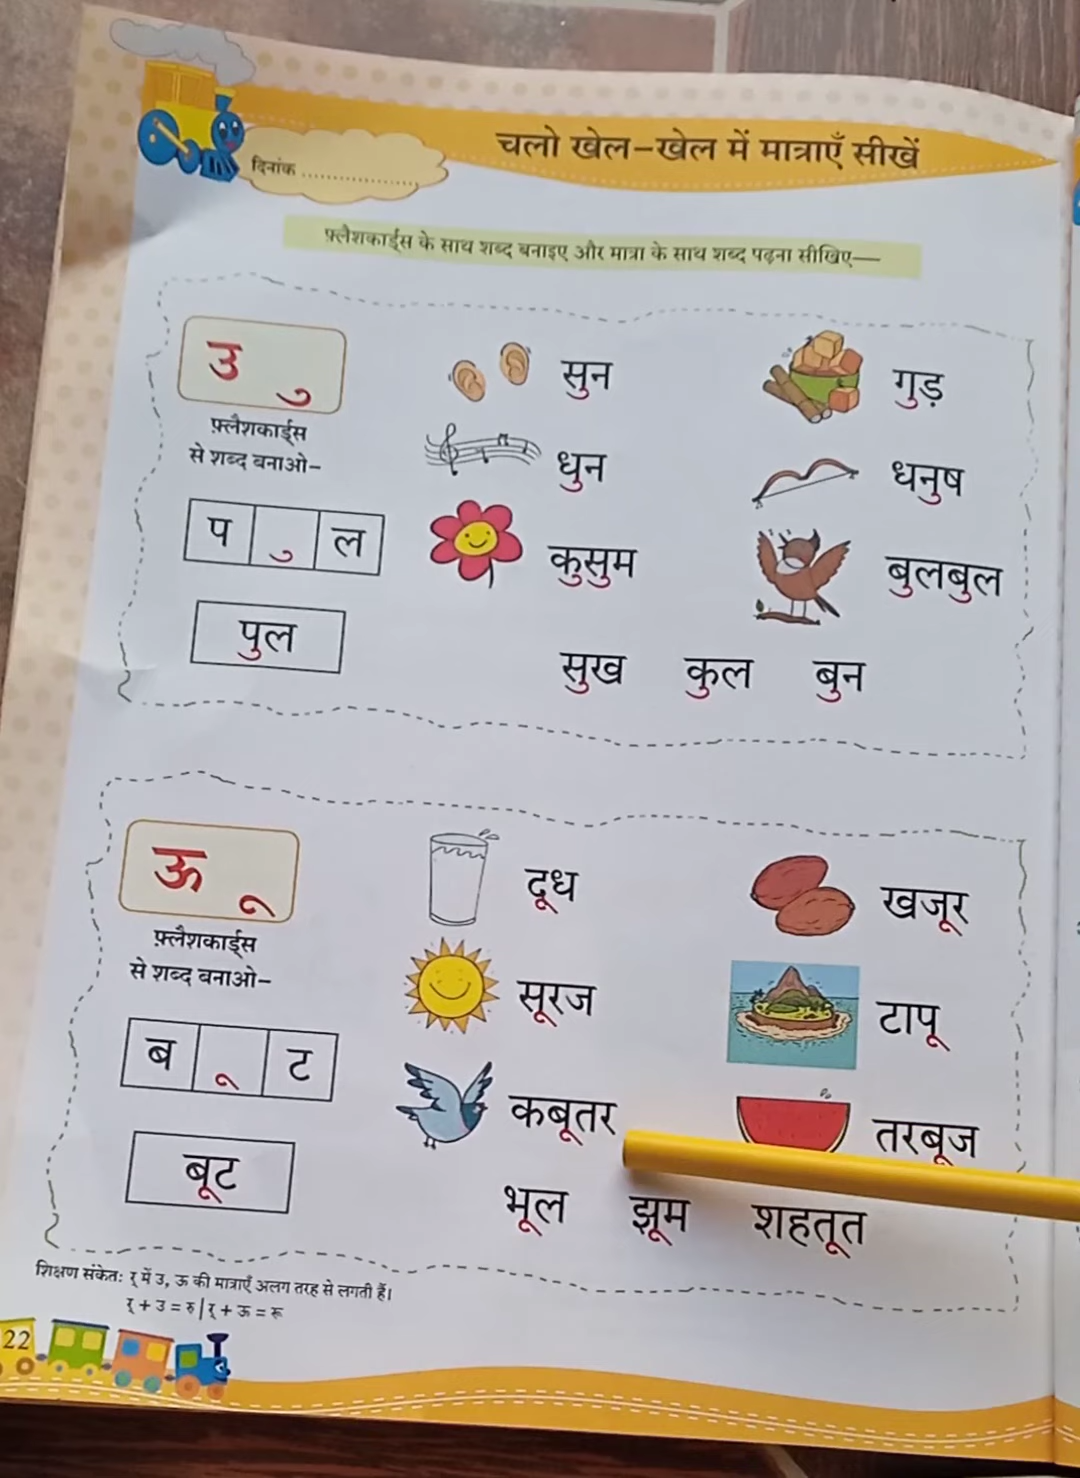 चलो खेल-खेल में मात्राएँ सीखें
दिनांक ....................
फ़्लैशकार्ड्स के साथ शब्द बनाइए और मात्रा के साथ शब्द पढ़ना सीखिए—
उ ु
फ़्लैशकार्ड्स
से शब्द बनाओ-
प ु ल
पुल
सुन गुड़
धुन धनुष
कुसुम बुलबुल
सुख कुल बुन
ऊ ू
फ़्लैशकार्ड्स
से शब्द बनाओ-
ब ू ट
बूट
दूध खजूर
सूरज टापू
कबूतर तरबूज
भूल झूम शहतूत
शिक्षण संकेतः र् में उ, ऊ की मात्राएँ अलग तरह से लगती हैं।
र् + उ = रु | र् + ऊ = रू
22